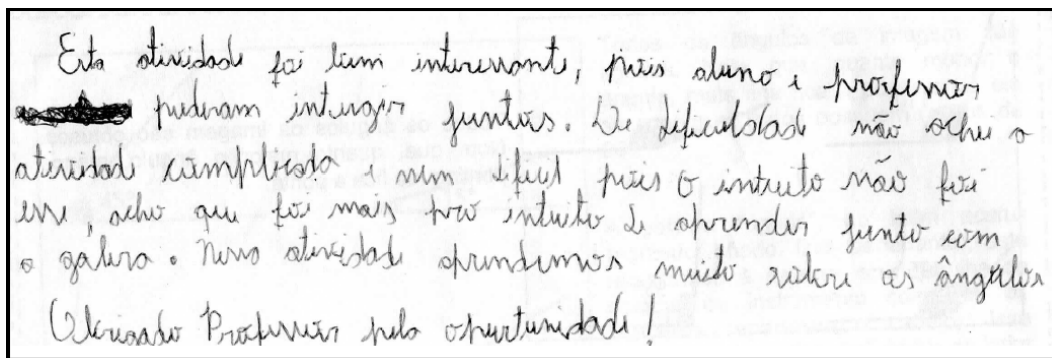 Esta atividade foi bem interessante, pois aluno e professor
puderam interagir juntos. De dificuldade não achei a
atividade complicada e nem dificil pois o intuito não foi
esse, acho que foi mais pro intuito de aprender junto com
a galera. Nessa atividade aprendemos muito sobre os ângulos
Obrigado Professor pela oportunidade!